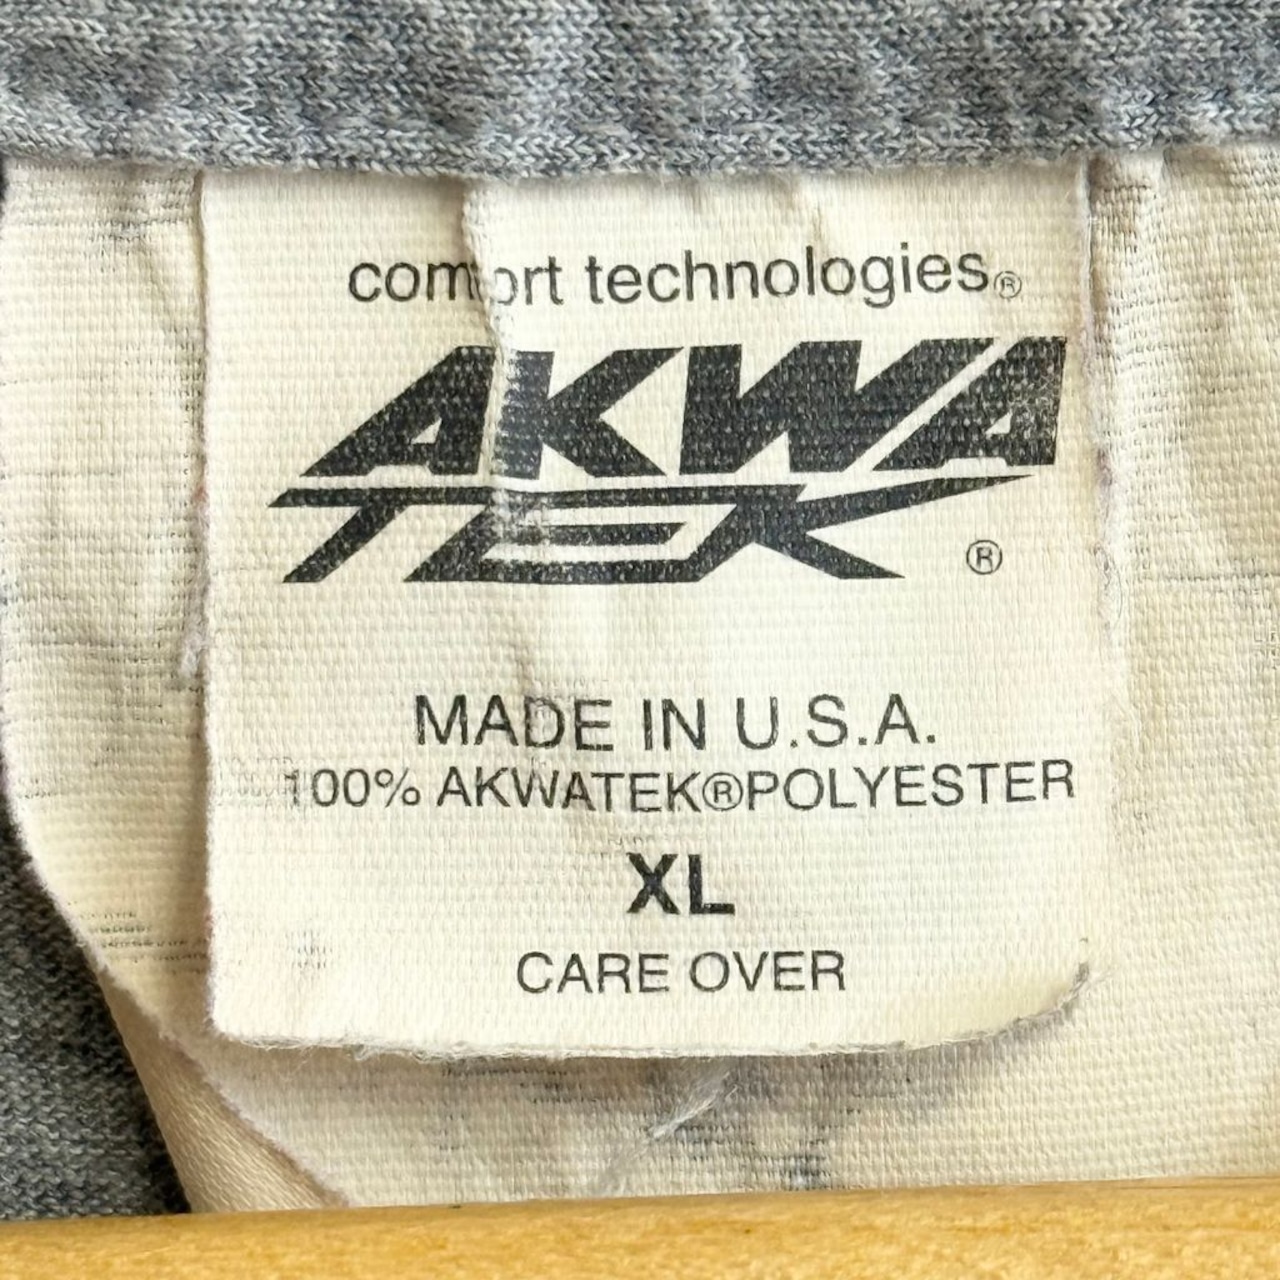 comfort technologies®
AKWA
TEK ®
MADE IN U.S.A.
100% AKWATEK®POLYESTER
XL
CARE OVER